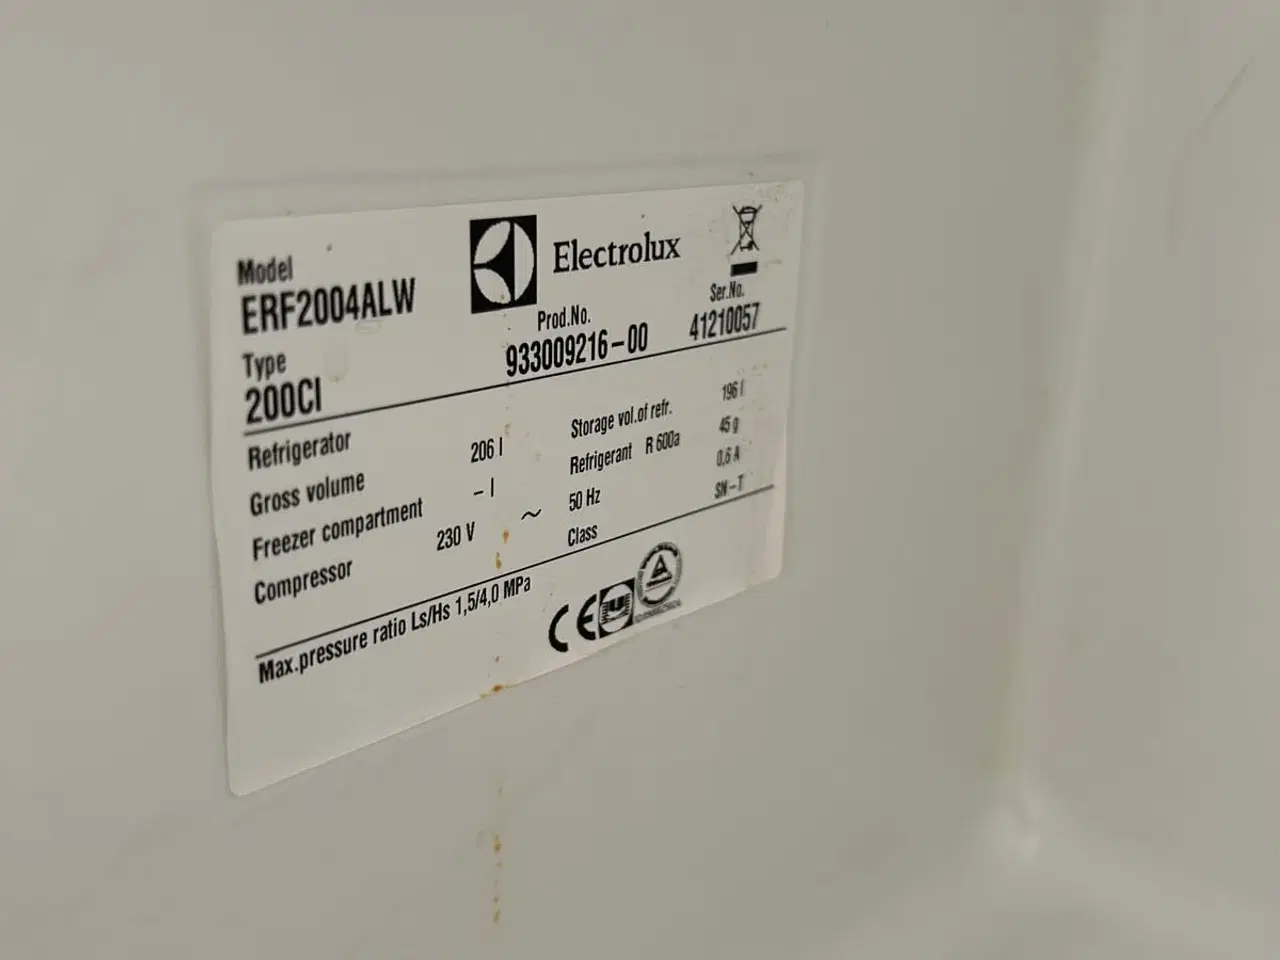 Electrolux
Model
ERF2004ALW
Prod.No.
933009216-00
Ser.No.
41210057
Type
200CI
Refrigerator
Gross volume 206 l
Storage vol.of refr. 196 l
Freezer compartment - l
Refrigerant R 600a 45 g
Compressor 230 V ~ 50 Hz 0,6 A
Class SN-T
Max.pressure ratio Ls/Hs 1,5/4,0 MPa
CE